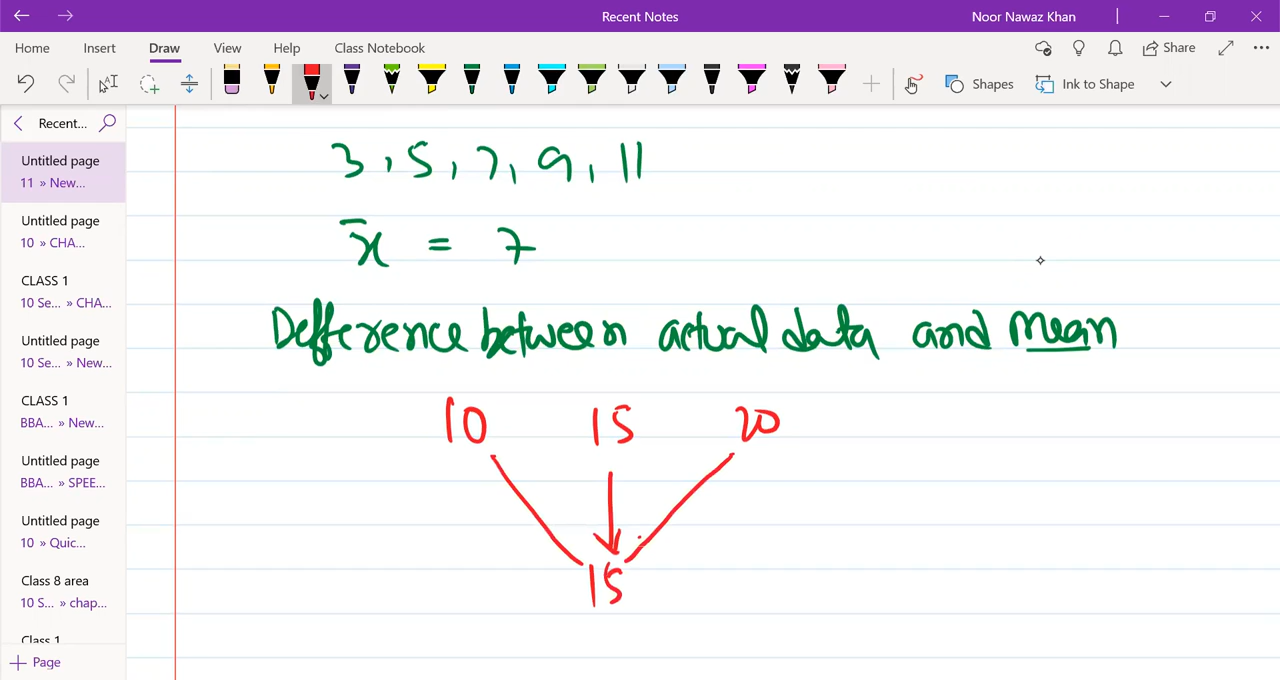 Recent Notes
Noor Nawaz Khan
Home Insert Draw View Help Class Notebook Share
Shapes Ink to Shape
Recent...
Untitled page
11 » New...
Untitled page
10 » CHA...
CLASS 1
10 Se... » CHA...
Untitled page
10 Se... » New...
CLASS 1
BBA... » New...
Untitled page
BBA... » SPEE...
Untitled page
10 » Quic...
Class 8 area
10 S... » chap...
Class 1
+ Page
3, 5, 7, 9, 11
x̄ = 7
Defference between actual data and mean
10 15 20
15